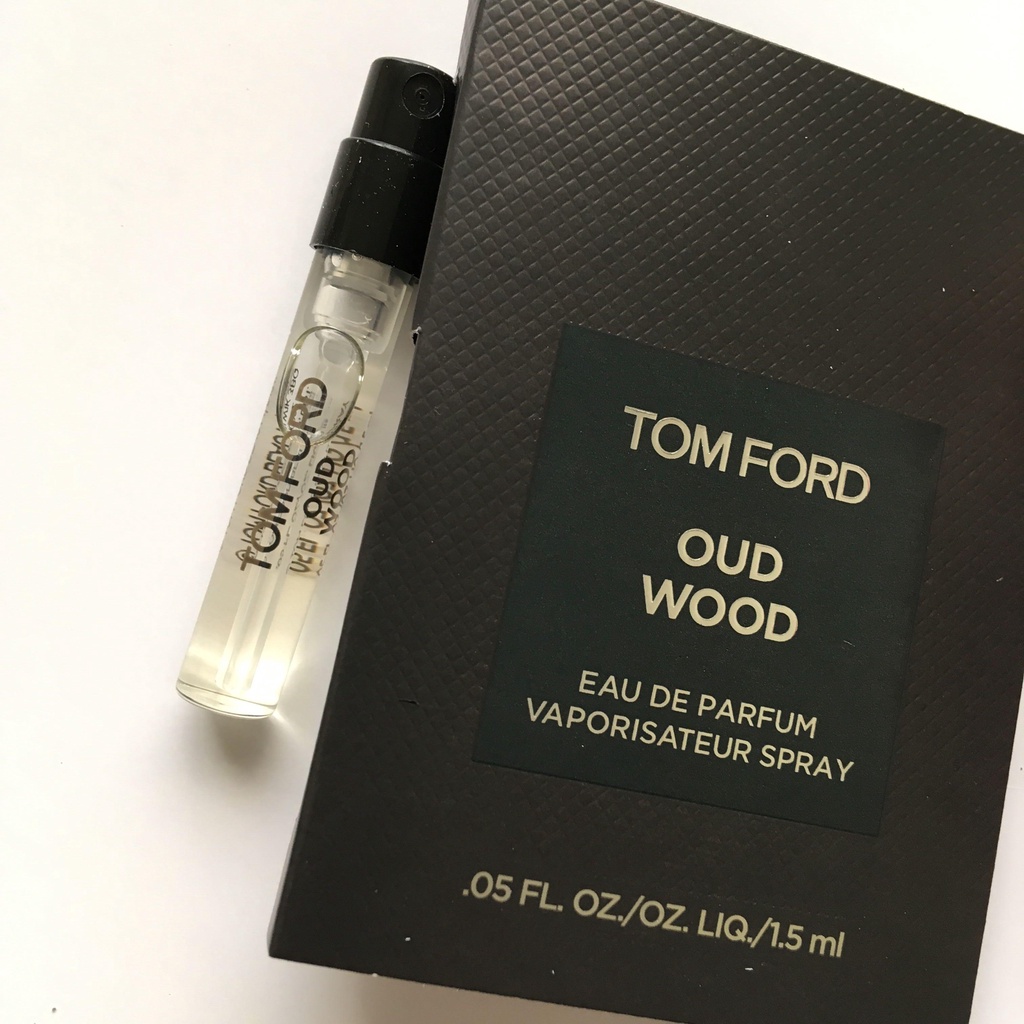 TOM FORD
OUD
WOOD
EAU DE PARFUM
VAPORISATEUR SPRAY
.05 FL. OZ./OZ. LIQ./1.5 ml
TOM FORD
OUD
WOOD